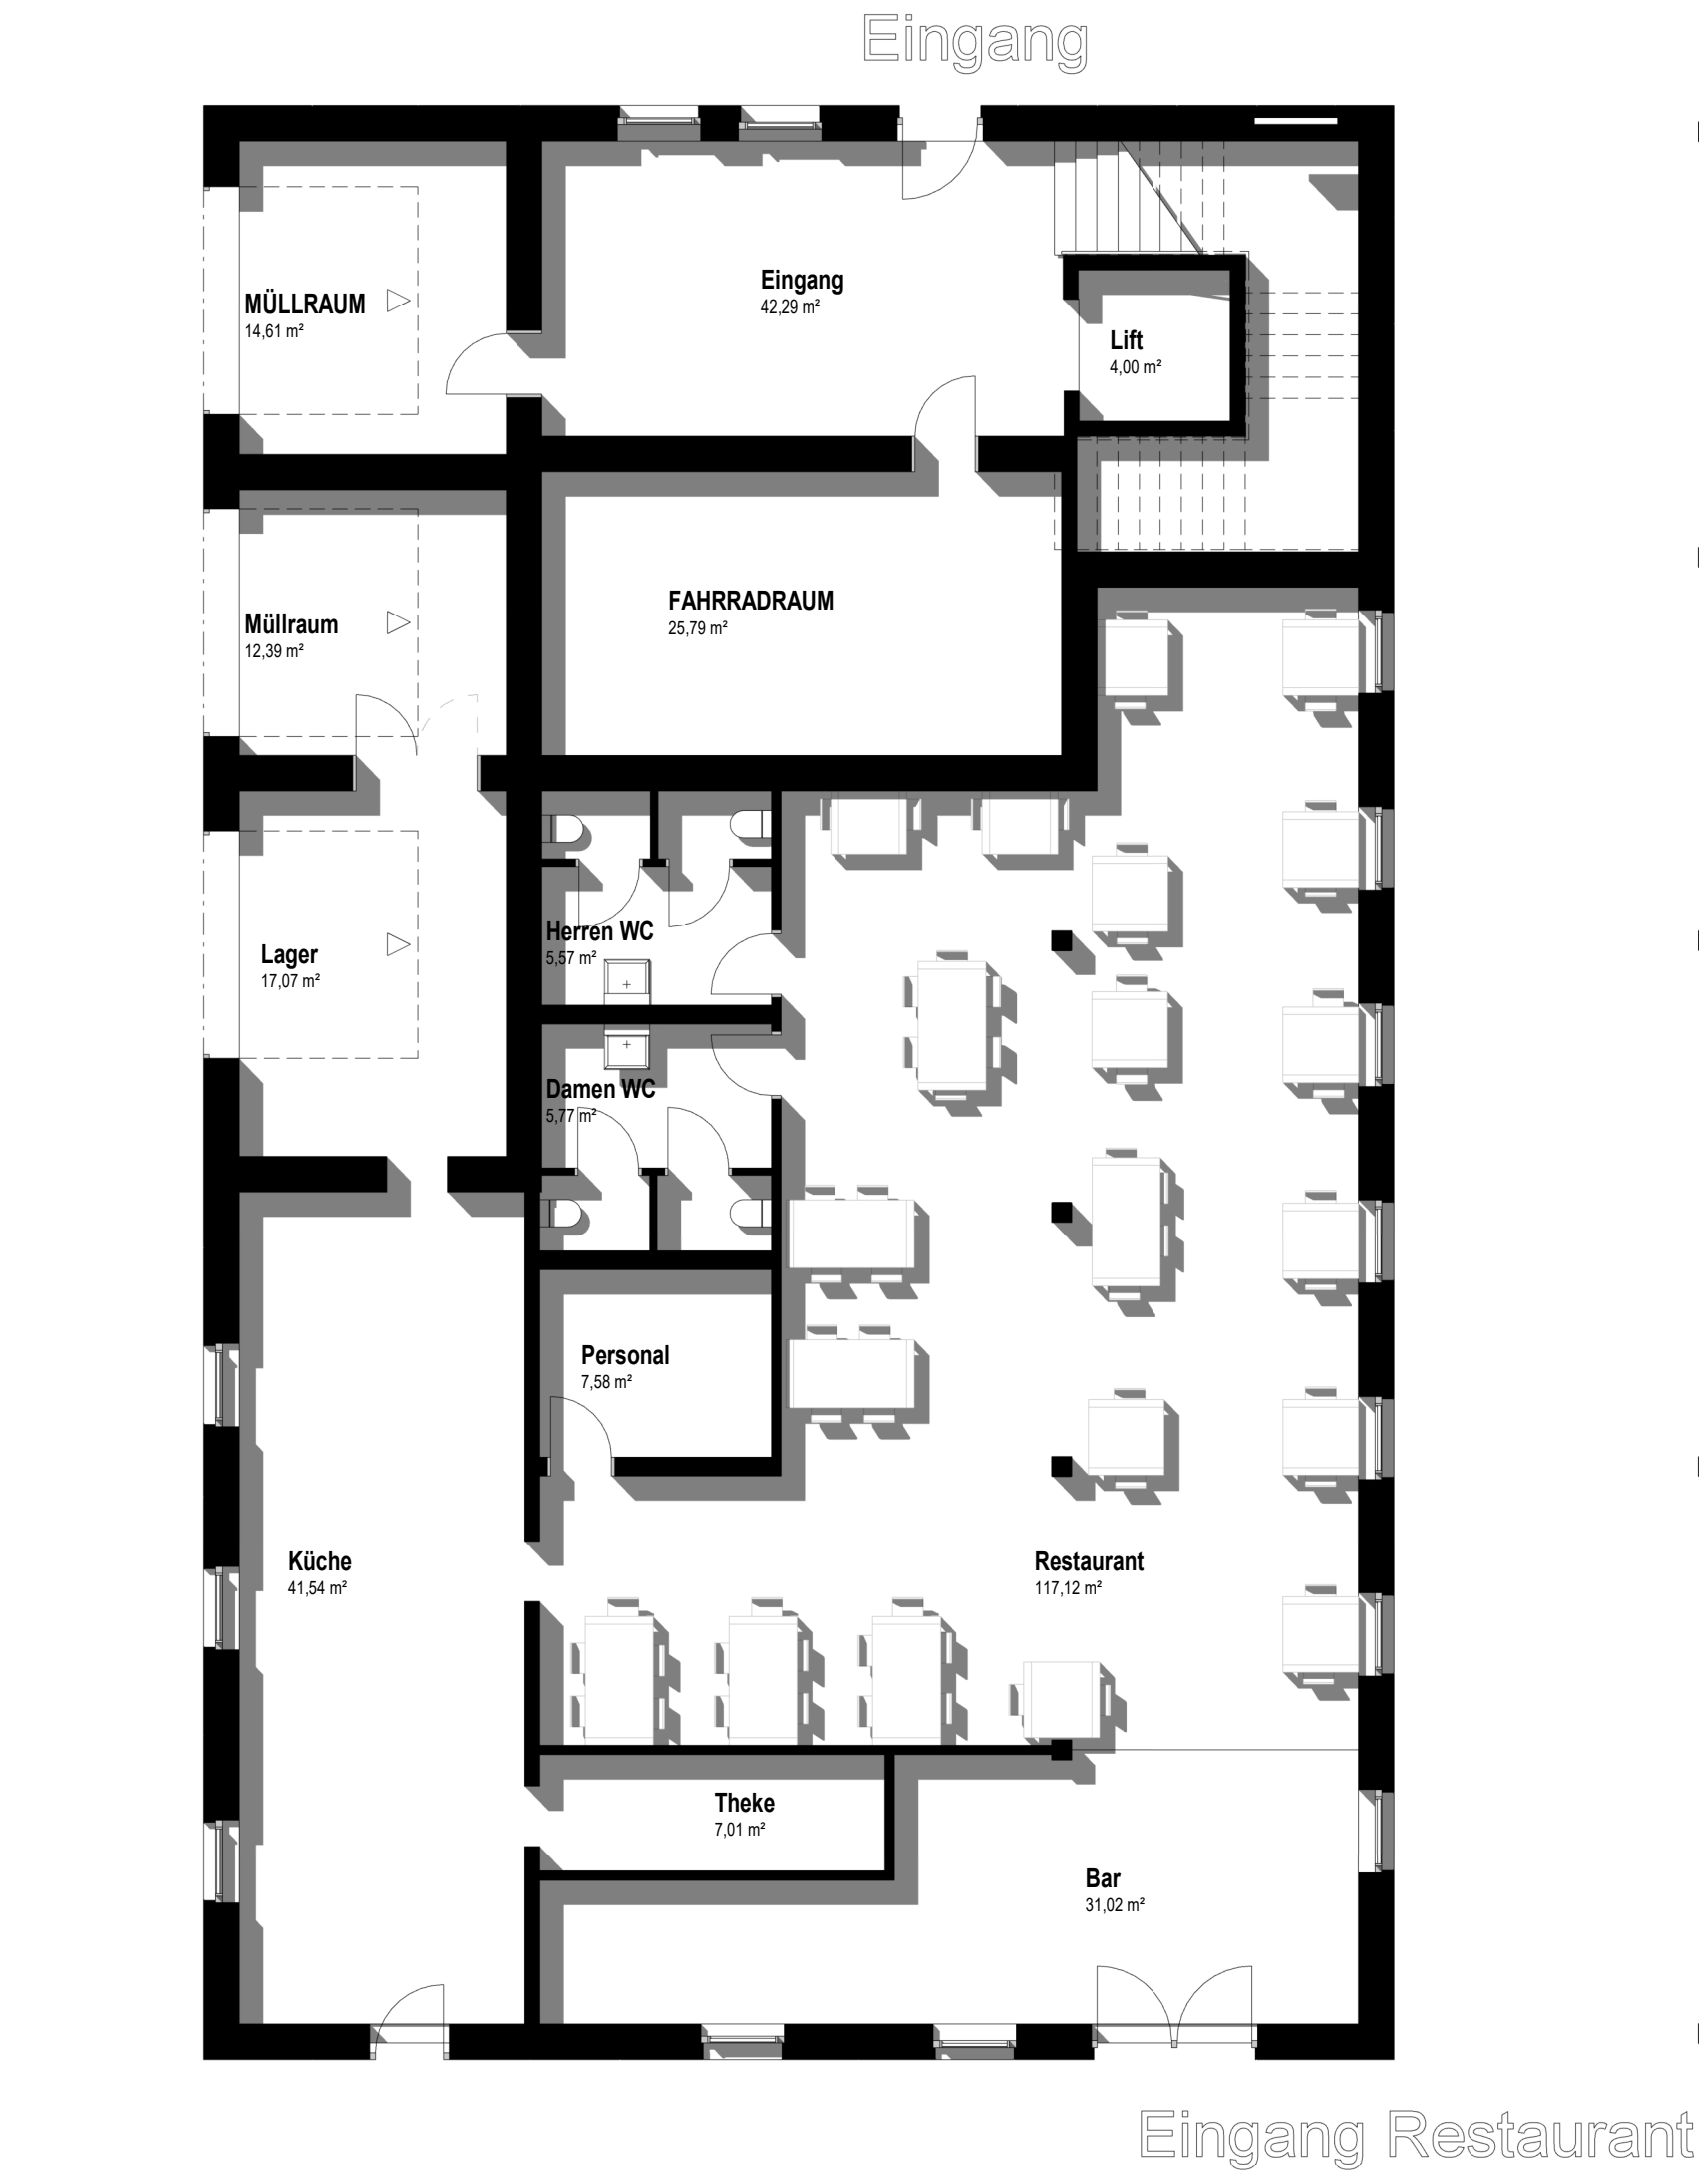 Eingang
Eingang
42,29 m²
MÜLLRAUM
14,61 m²
Lift
4,00 m²
FAHRRADRAUM
25,79 m²
Müllraum
12,39 m²
Herren WC
5,57 m²
Lager
17,07 m²
Damen WC
5,77 m²
Personal
7,58 m²
Küche
41,54 m²
Restaurant
117,12 m²
Theke
7,01 m²
Bar
31,02 m²
Eingang Restaurant